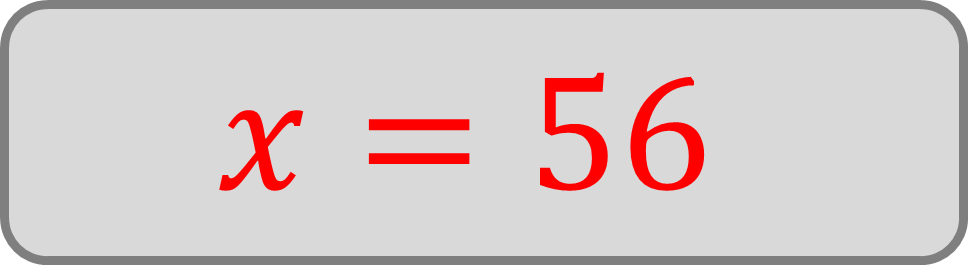 x = 56